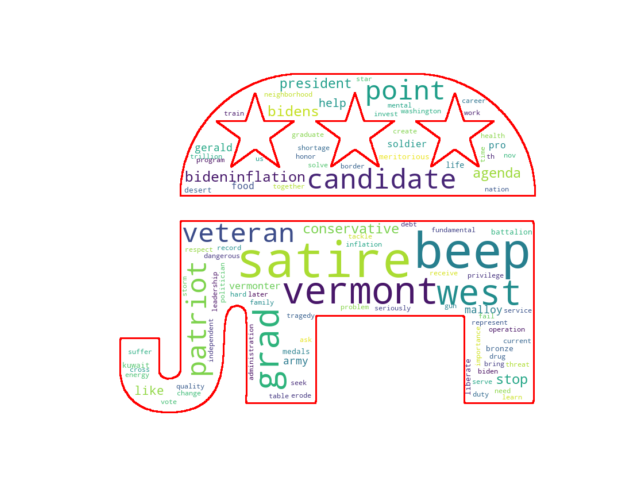 star
president
point
neighborhood
career
help
mental
bidens
invest
washington
train
work
graduate
create
health
gerald
shortage
soldier
pro
time
trillion
honor
meritorious
th
nov
program
us
solve
border
life
bideninflation
candidate
agenda
desert
food
together
nation
veteran
conservative
debt
fundamental
battalion
tackle
respect
record
inflation
beep
dangerous
satire
receive
privilege
patriot
storm
leadership
politician
vermonter
vermont
west
hard
later
family
problem
seriously
gun
malloy
service
grad
tragedy
fail
represent
independent
operation
ask
importance
current
suffer
administration
medals
bronze
drug
kuwait
army
liberate
bring
threat
cross
biden
energy
seek
serve
stop
like
quality
change
table
erode
duty
need
learn
vote